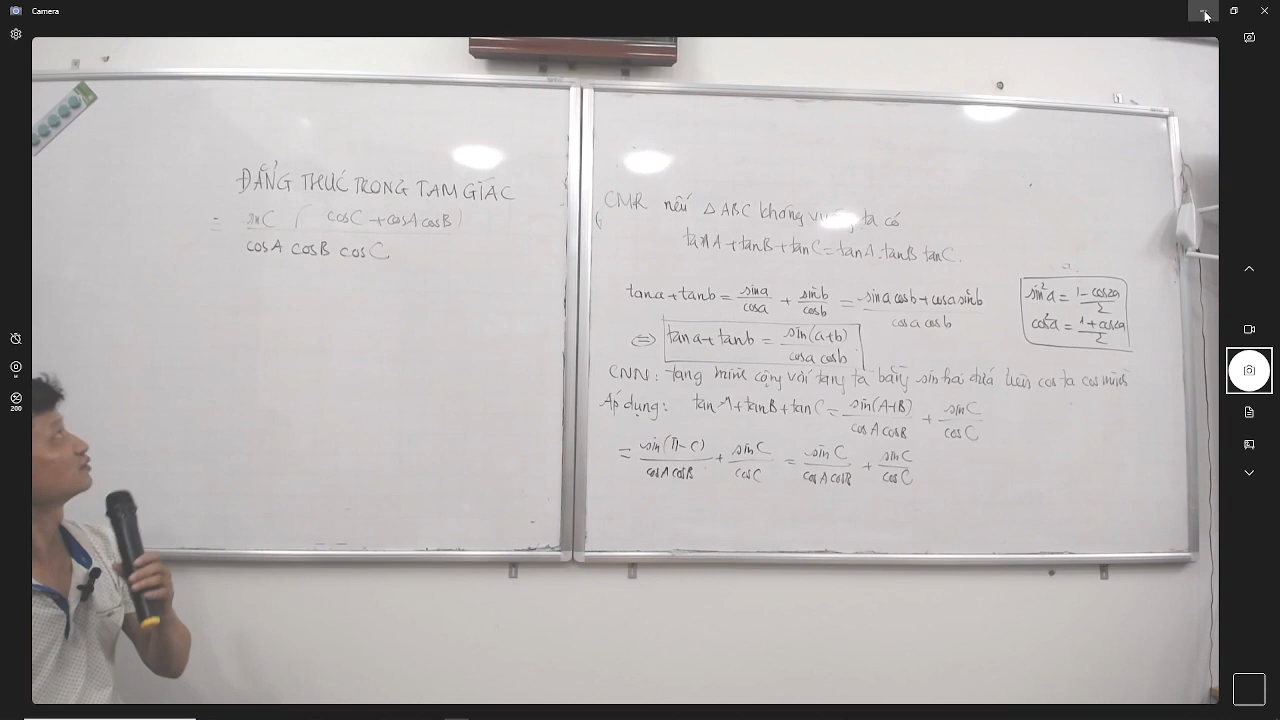 Camera
ĐẲNG THỨC TRONG TAM GIÁC
= sinC (cosC + cosA cosB) / cosA cosB cosC
CMR nếu △ABC không vuông ta có
tanA + tanB + tanC = tanA . tanB tanC.
tana + tanb = sina/cosa + sinb/cosb = sina cosb + cosa sinb / cosa cosb
⇔ tana + tanb = sin(a+b) / cosa cosb
sin²a = 1 - cos2a / 2
cos²a = 1 + cos2a / 2
CNN: tang mình cộng với tang ta bằng sin hai đứa trên cos ta cos mình
Áp dụng: tanA + tanB + tanC = sin(A+B) / cosA cosB + sinC / cosC
= sin(π - C) / cosA cosB + sinC / cosC = sinC / cosA cosB + sinC / cosC